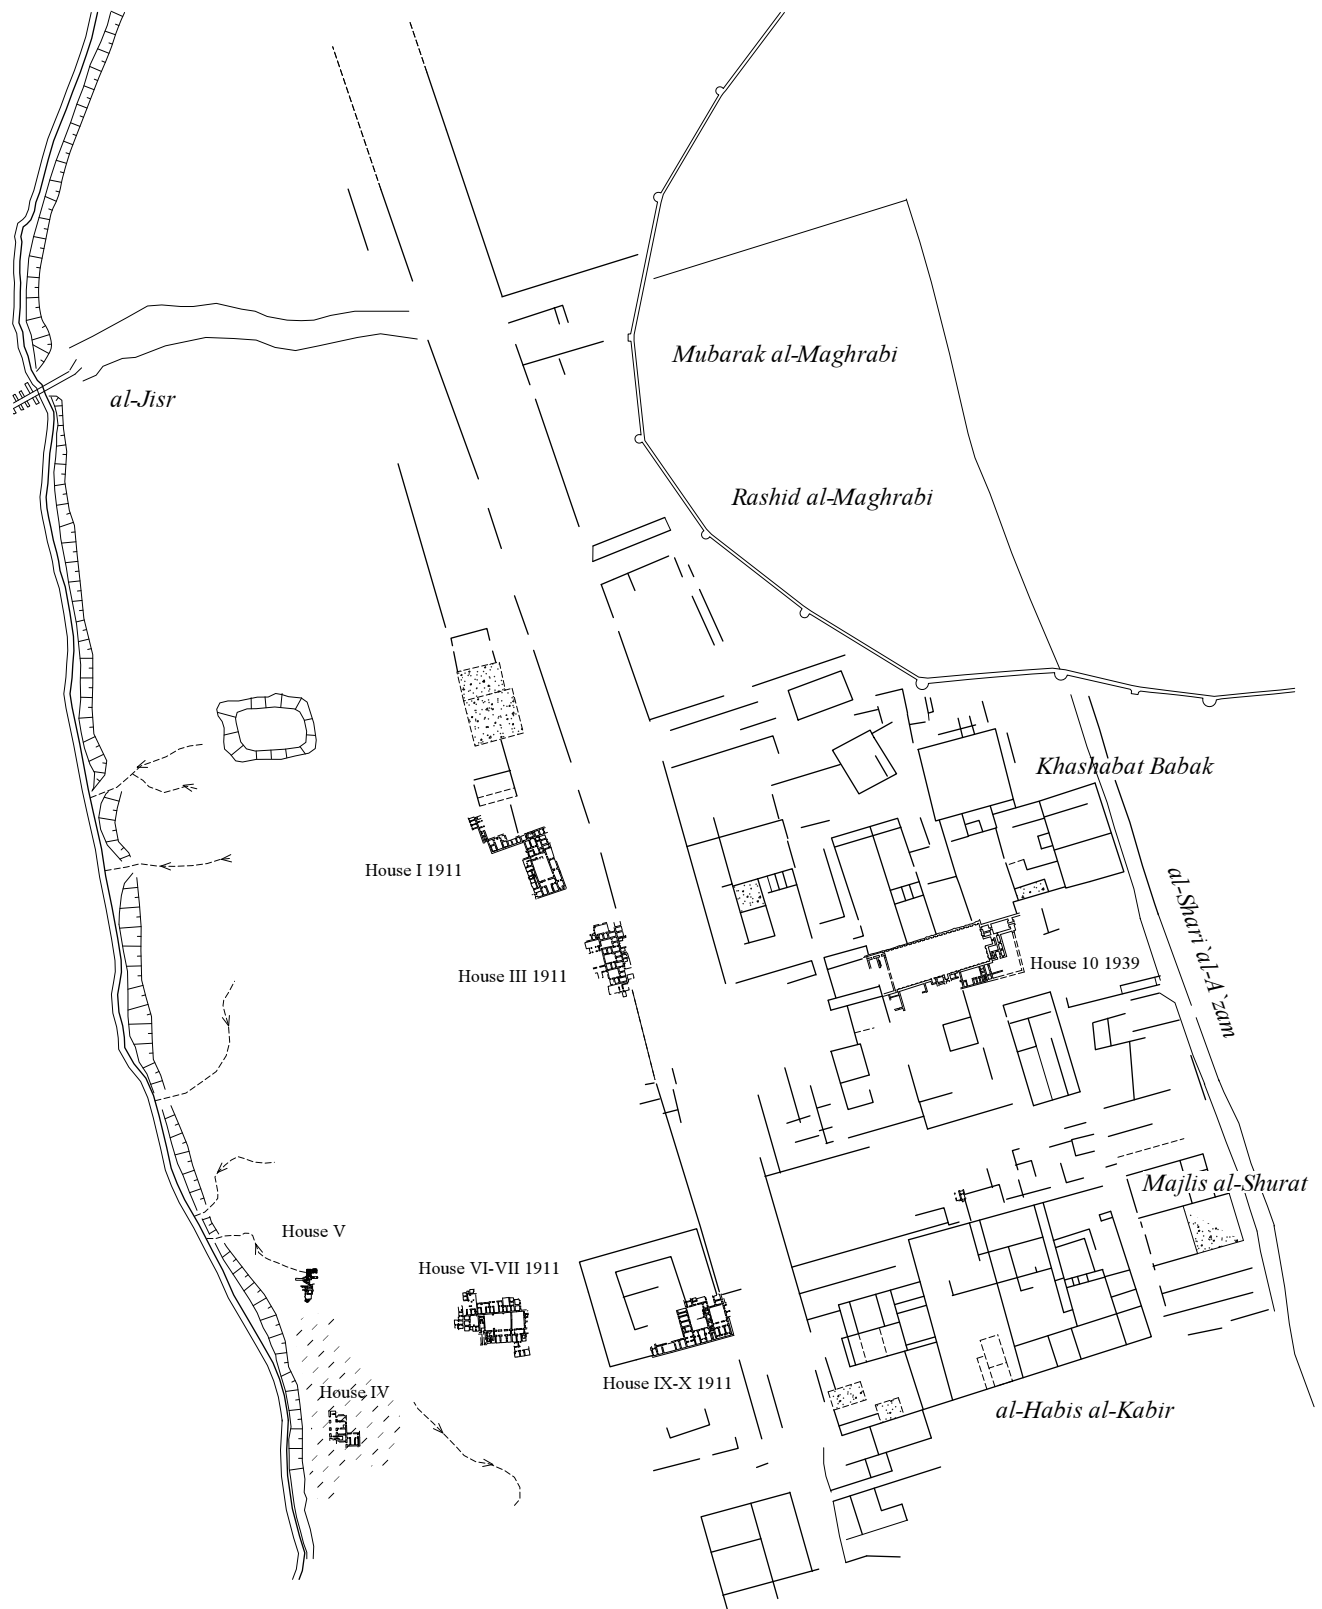 Mubarak al-Maghrabi
al-Jisr
Rashid al-Maghrabi
Khashabat Babak
House I 1911
al-Shari`al-A`zam
House III 1911
House 10 1939
Majlis al-Shurat
House V
House VI-VII 1911
House IX-X 1911
House IV
al-Habis al-Kabir